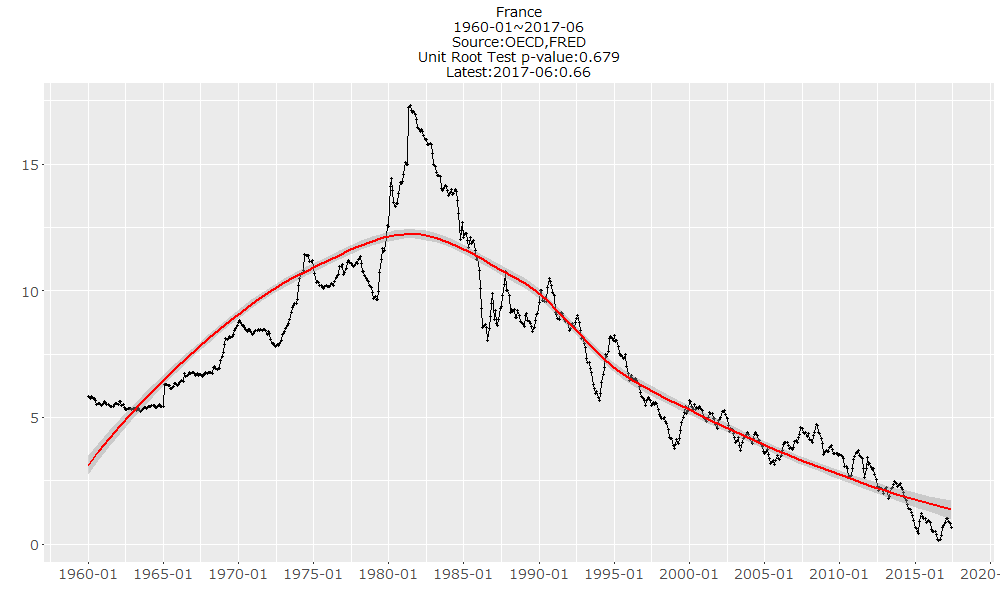 France
1960-01~2017-06
Source:OECD,FRED
Unit Root Test p-value:0.679
Latest:2017-06:0.66
15
10
5
0
1960-01 1965-01 1970-01 1975-01 1980-01 1985-01 1990-01 1995-01 2000-01 2005-01 2010-01 2015-01 2020-